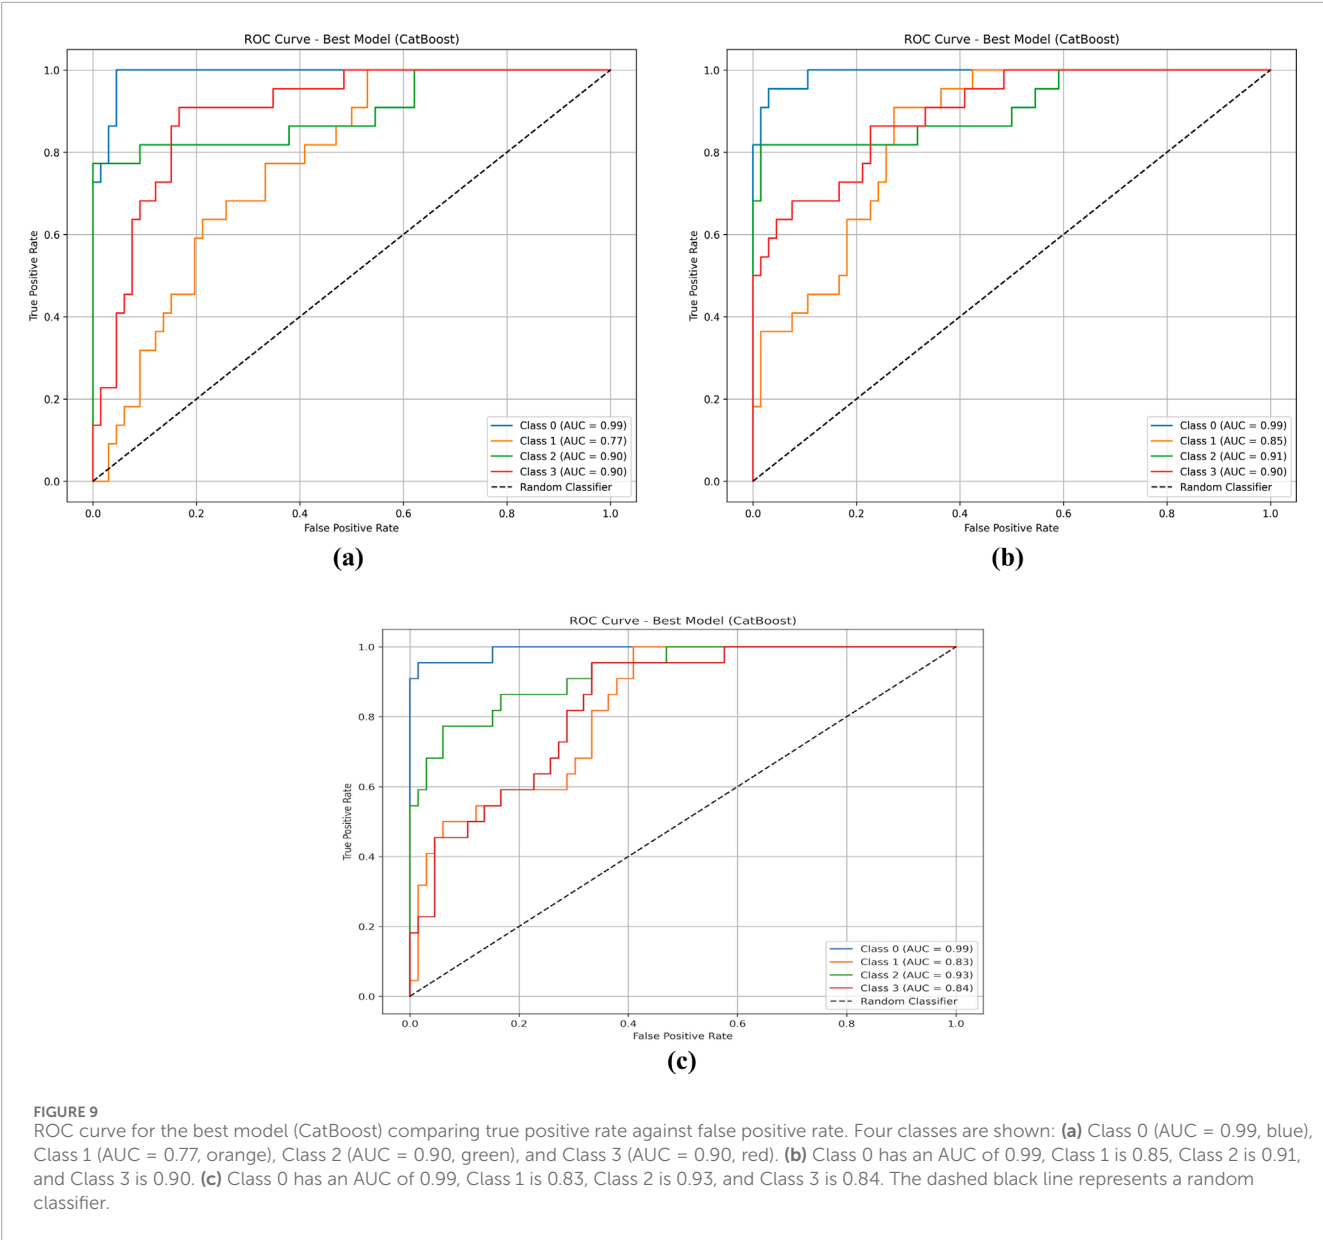 ROC Curve - Best Model (CatBoost)
True Positive Rate
1.0
0.8
0.6
0.4
0.2
0.0
0.0 0.2 0.4 0.6 0.8 1.0
False Positive Rate
Class 0 (AUC = 0.99)
Class 1 (AUC = 0.77)
Class 2 (AUC = 0.90)
Class 3 (AUC = 0.90)
Random Classifier
(a)
ROC Curve - Best Model (CatBoost)
True Positive Rate
1.0
0.8
0.6
0.4
0.2
0.0
0.0 0.2 0.4 0.6 0.8 1.0
False Positive Rate
Class 0 (AUC = 0.99)
Class 1 (AUC = 0.85)
Class 2 (AUC = 0.91)
Class 3 (AUC = 0.90)
Random Classifier
(b)
ROC Curve - Best Model (CatBoost)
True Positive Rate
1.0
0.8
0.6
0.4
0.2
0.0
0.0 0.2 0.4 0.6 0.8 1.0
False Positive Rate
Class 0 (AUC = 0.99)
Class 1 (AUC = 0.83)
Class 2 (AUC = 0.93)
Class 3 (AUC = 0.84)
Random Classifier
(c)
FIGURE 9
ROC curve for the best model (CatBoost) comparing true positive rate against false positive rate. Four classes are shown: (a) Class 0 (AUC = 0.99, blue),
Class 1 (AUC = 0.77, orange), Class 2 (AUC = 0.90, green), and Class 3 (AUC = 0.90, red). (b) Class 0 has an AUC of 0.99, Class 1 is 0.85, Class 2 is 0.91,
and Class 3 is 0.90. (c) Class 0 has an AUC of 0.99, Class 1 is 0.83, Class 2 is 0.93, and Class 3 is 0.84. The dashed black line represents a random
classifier.